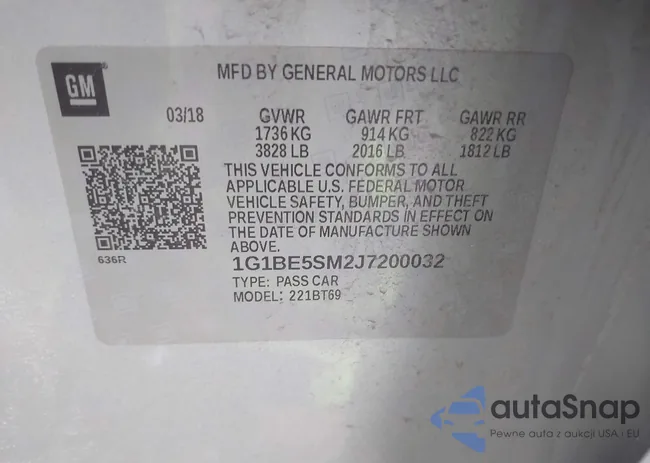 GM
MFD BY GENERAL MOTORS LLC
03/18 GVWR GAWR FRT GAWR RR
1736 KG 914 KG 822 KG
3828 LB 2016 LB 1812 LB
THIS VEHICLE CONFORMS TO ALL
APPLICABLE U.S. FEDERAL MOTOR
VEHICLE SAFETY, BUMPER, AND THEFT
PREVENTION STANDARDS IN EFFECT ON
THE DATE OF MANUFACTURE SHOWN
ABOVE.
636R
1G1BE5SM2J7200032
TYPE: PASS CAR
MODEL: 221BT69
autaSnap
Pewne auta z aukcji USA i EU